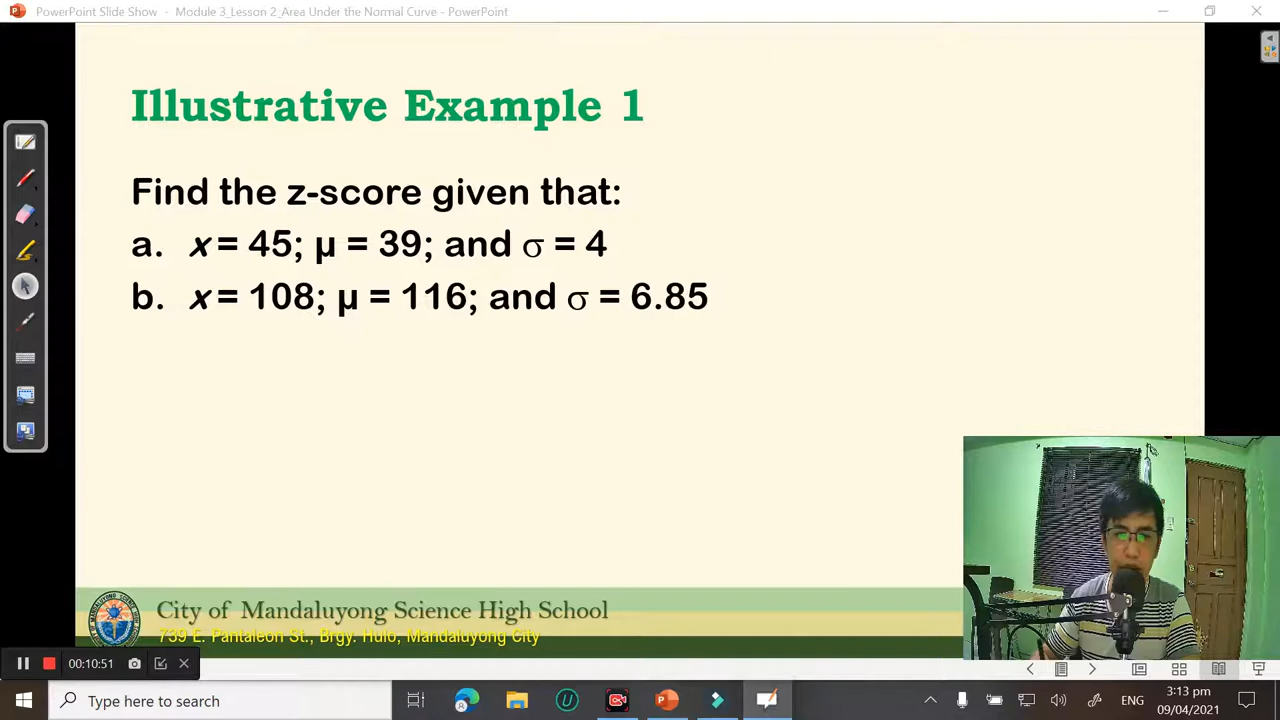 PowerPoint Slide Show - Module 3_Lesson 2_Area Under the Normal Curve - PowerPoint
Illustrative Example 1
Find the z-score given that:
a. x = 45; μ = 39; and σ = 4
b. x = 108; μ = 116; and σ = 6.85
City of Mandaluyong Science High School
739 E. Pantaleon St., Brgy. Hulo, Mandaluyong City
00:10:51
Type here to search
ENG
3:13 pm
09/04/2021